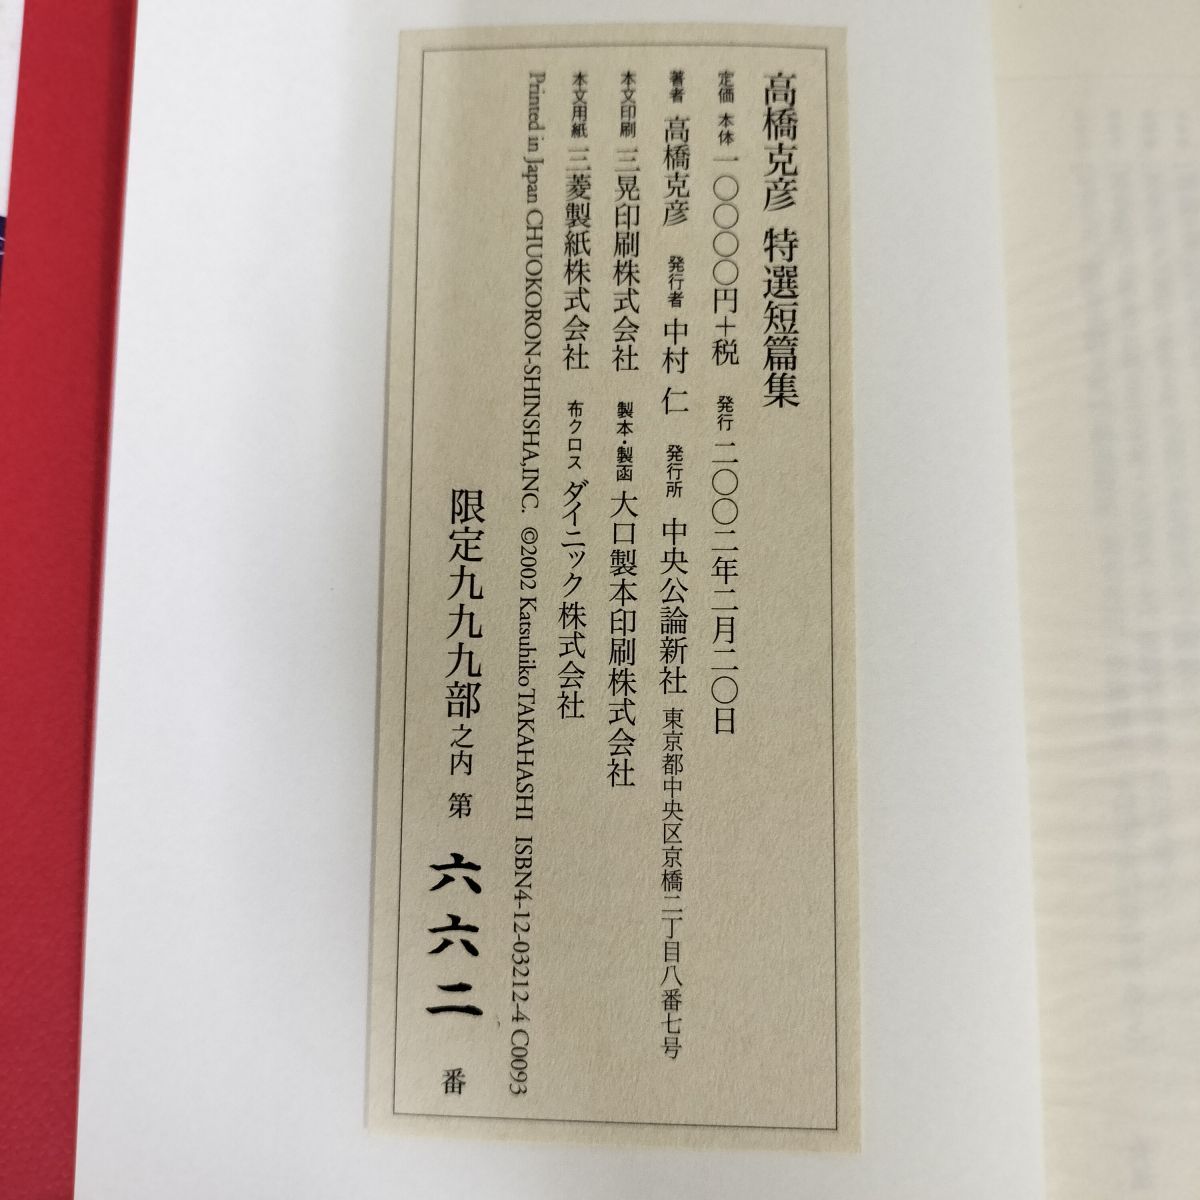 高橋克彦 特選短篇集
定価 本体 一〇〇〇〇円+税 発行 二〇〇二年二月二〇日
著者 高橋克彦 発行者 中村 仁 発行所 中央公論新社 東京都中央区京橋二丁目八番七号
本文印刷 三晃印刷株式会社 製本・製函 大口製本印刷株式会社
本文用紙 三菱製紙株式会社 布クロス ダイニック株式会社
Printed in Japan CHUOKORON-SHINSHA,INC. ©2002 Katsuhiko TAKAHASHI ISBN4-12-03212-4 C0093
限定九九九部之内 第 六六二 番